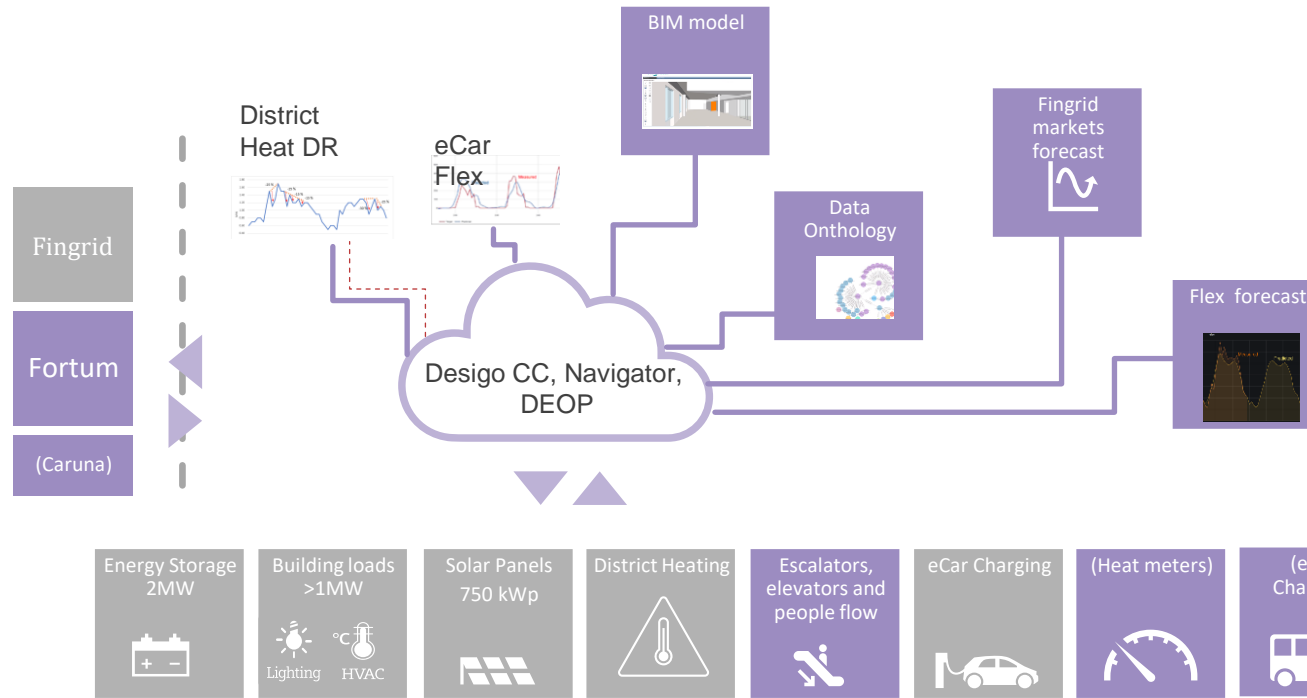 BIM model
District
Heat DR
eCar
Flex
Fingrid
markets
forecast
Data
Onthology
Fingrid
Fortum
(Caruna)
Flex forecast
Desigo CC, Navigator,
DEOP
Energy Storage
2MW
Building loads
>1MW
°C
Lighting
HVAC
Solar Panels
750 kWp
District Heating
Escalators,
elevators and
people flow
eCar Charging
(Heat meters)
(e
Cha